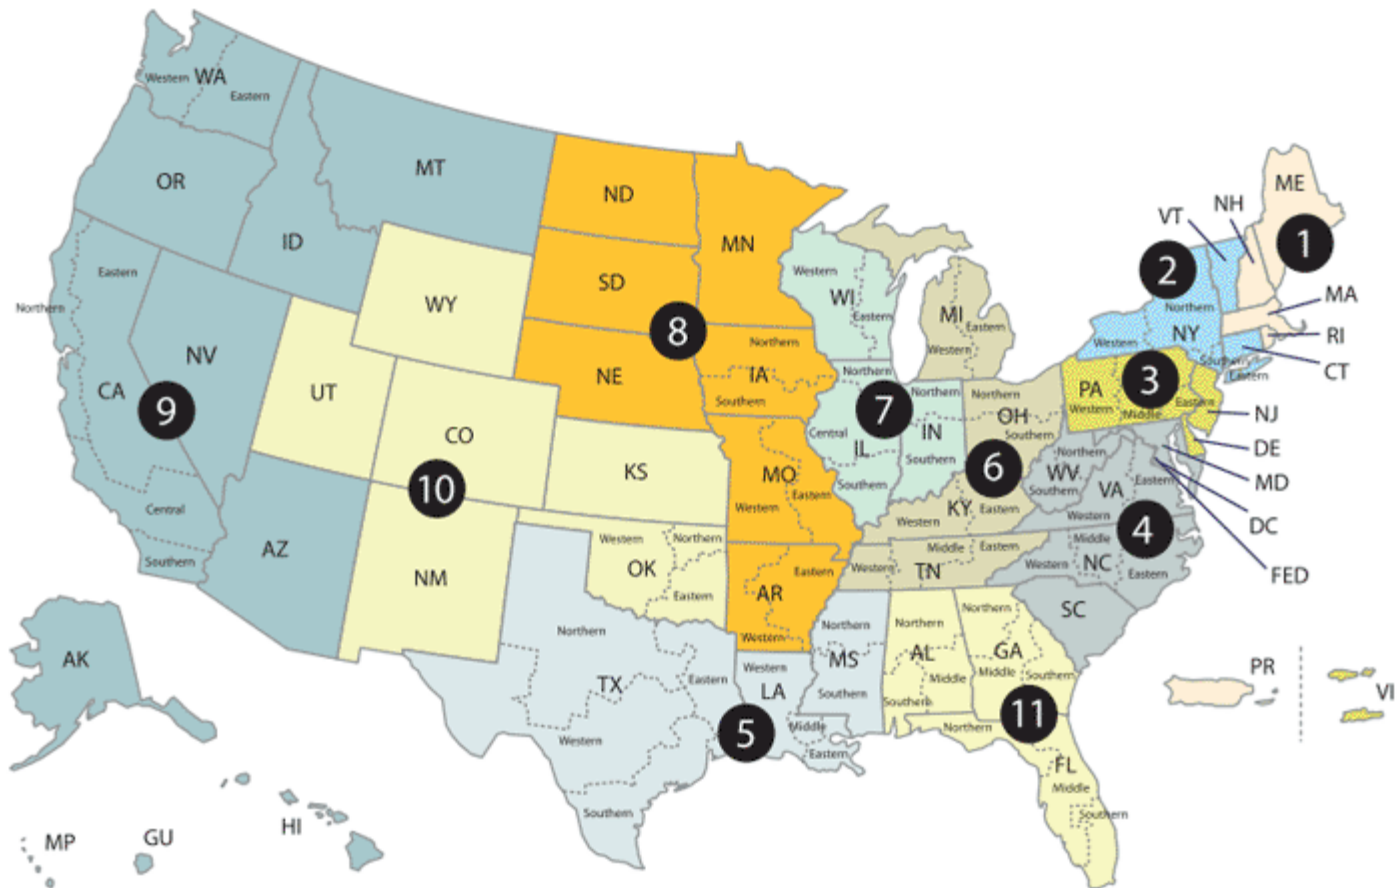 WA
Western
Eastern
MT
OR
ID
ND
MN
SD
WY
8
NE
Northern
IA
Southern
Eastern
Northern
CA
NV
9
UT
CO
10
KS
Central
Southern
AZ
NM
Western
Northern
OK
Eastern
MO
Western
Eastern
AR
Eastern
Western
Western
WI
Eastern
MI
Eastern
Western
Northern
7
Central
IL
Southern
Northern
IN
Southern
Northern
OH
Southern
6
KY
Western
Eastern
Western
Middle
Eastern
TN
ME
1
NH
VT
2
Northern
NY
Western
Southern
Eastern
MA
RI
CT
3
PA
Western
Middle
Eastern
NJ
DE
MD
DC
FED
Northern
WV
Southern
VA
Eastern
Western
4
Middle
Western
NC
Eastern
SC
Northern
TX
Eastern
Western
Southern
Western
LA
5
Middle
Eastern
Northern
MS
Southern
Northern
AL
Middle
Southern
Northern
GA
Middle
Southern
11
Northern
FL
Middle
Southern
PR
VI
AK
HI
GU
MP